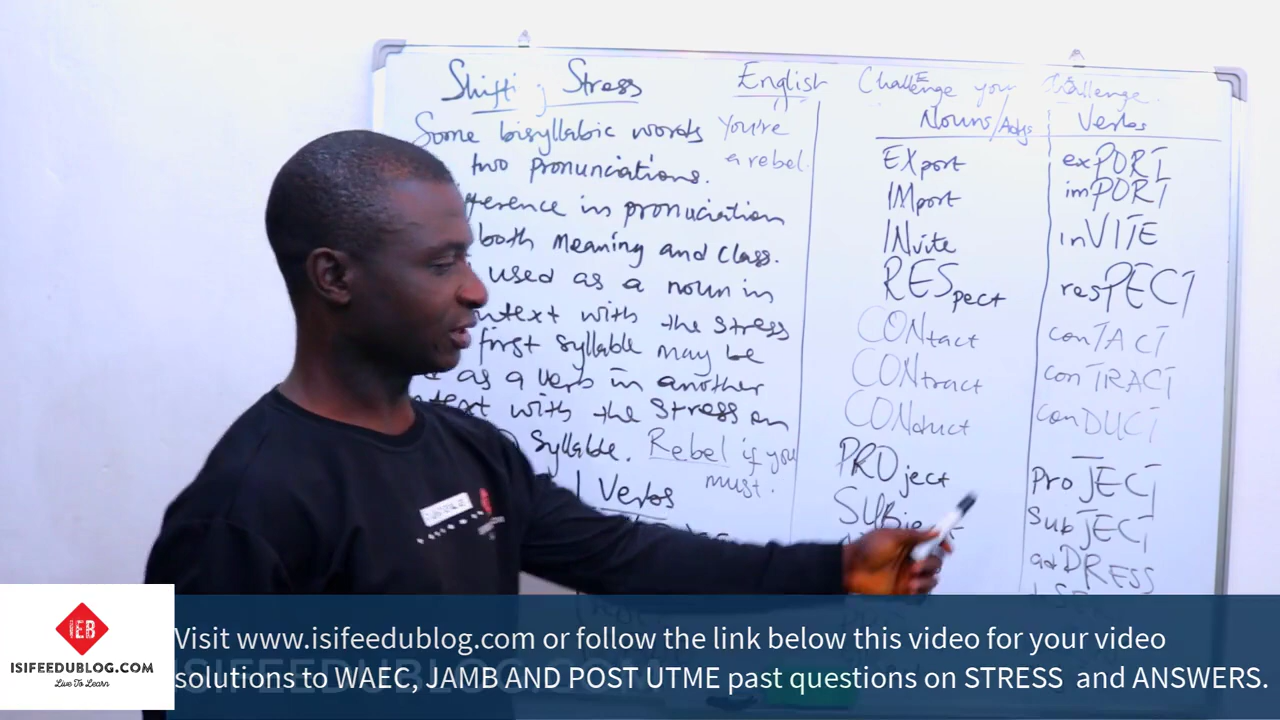 Shifting Stress
Some bisyllabic words
two pronunciations.
ference in pronuciation
both meaning and class.
used as a noun in
ntext with the stress
first syllable may be
as a verb in another
ntext with the stress on
Syllable. Rebel if you
must.
Verbs
English
You're
a rebel.
Challenge your Challenge.
Nouns/Adjs Verbs
EXport exPORT
IMport imPORT
INvite inVITE
RESpect resPECT
CONtact conTACT
CONtract conTRACT
CONduct conDUCT
PROject ProJECT
SUBject SubJECT
adDRESS
IEB
ISIFEEDUBLOG.COM
Live To Learn
Visit www.isifeedublog.com or follow the link below this video for your video
solutions to WAEC, JAMB AND POST UTME past questions on STRESS and ANSWERS.